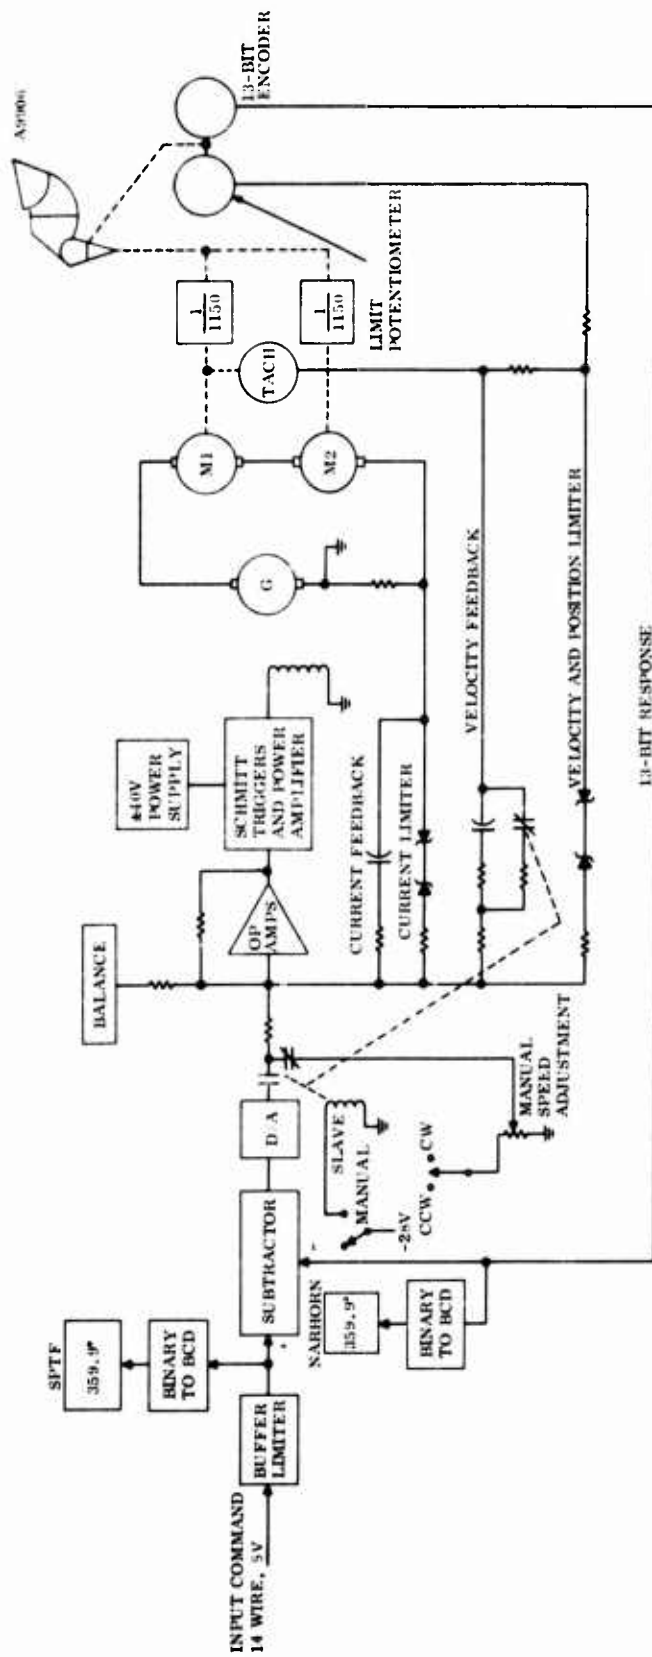 INPUT COMMAND
14 WIRE, 5V
BUFFER
LIMITER
SPTF
359.9°
BINARY
TO BCD
+
SUBTRACTOR
-
NARHORN
359.9°
BINARY
TO BCD
D/A
SLAVE
MANUAL
-28V
CCW
CW
MANUAL
SPEED
ADJUSTMENT
BALANCE
OP
AMPS
±40V
POWER
SUPPLY
SCHMITT
TRIGGERS
AND POWER
AMPLIFIER
CURRENT FEEDBACK
CURRENT LIMITER
VELOCITY FEEDBACK
VELOCITY AND POSITION LIMITER
13-BIT RESPONSE
G
M1
M2
TACH
1
1150
1
1150
LIMIT
POTENTIOMETER
13-BIT
ENCODER